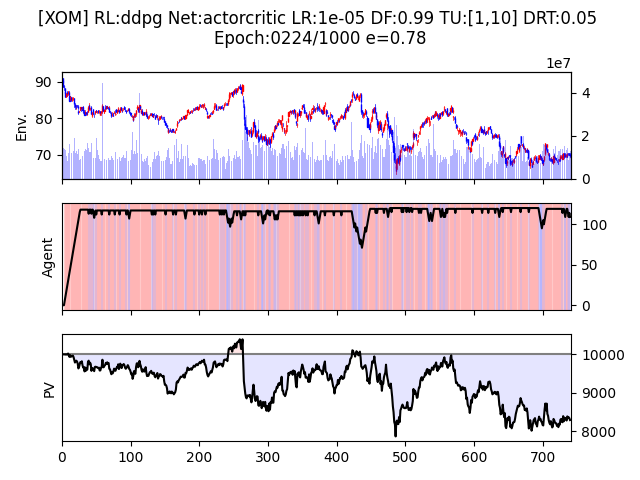 [XOM] RL:ddpg Net:actorcritic LR:1e-05 DF:0.99 TU:[1,10] DRT:0.05
Epoch:0224/1000 e=0.78
1e7
90
80
70
Env.
4
2
0
Agent
100
50
0
PV
10000
9000
8000
0 100 200 300 400 500 600 700